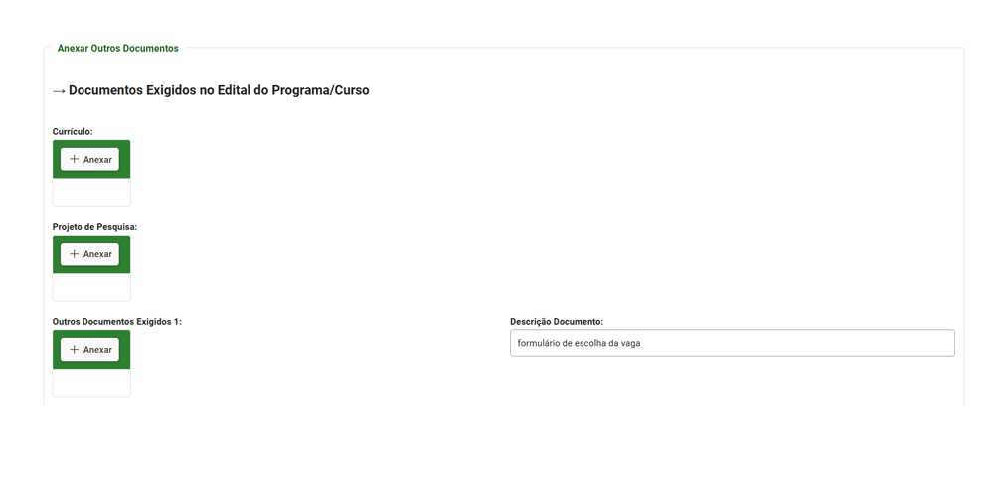 Anexar Outros Documentos
→ Documentos Exigidos no Edital do Programa/Curso
Currículo:
+ Anexar
Projeto de Pesquisa:
+ Anexar
Outros Documentos Exigidos 1:
Descrição Documento:
+ Anexar
formulário de escolha da vaga